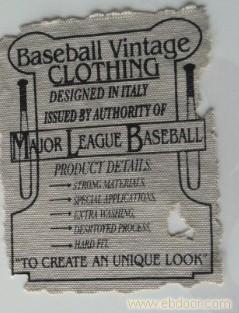 Baseball Vintage
CLOTHING
DESIGNED IN ITALY
ISSUED BY AUTHORITY OF
MAJOR LEAGUE BASEBALL
PRODUCT DETAILS:
STRONG MATERIALS,
SPECIAL APPLICATIONS,
EXTRA WASHING,
DESRTOYED PROCESS,
HARD FIT.
"TO CREATE AN UNIQUE LOOK"
www.ebdoor.com